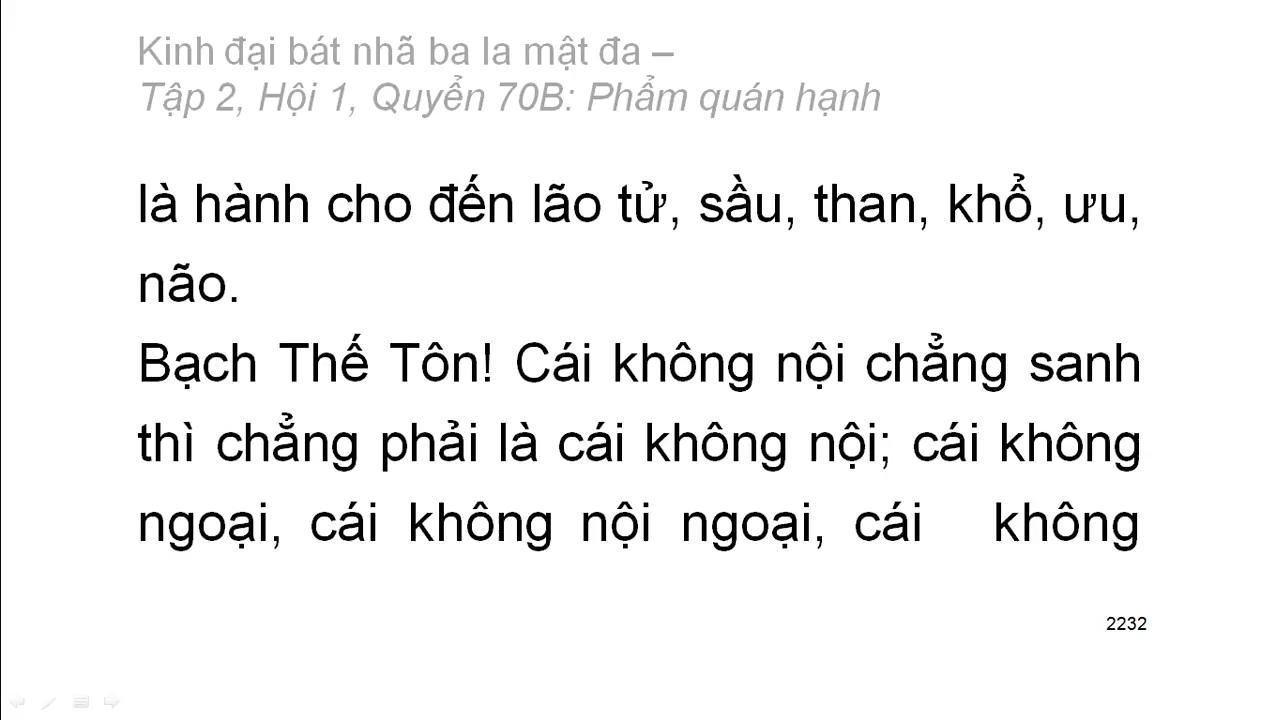 Kinh đại bát nhã ba la mật đa –
Tập 2, Hội 1, Quyển 70B: Phẩm quán hạnh
là hành cho đến lão tử, sầu, than, khổ, ưu,
não.
Bạch Thế Tôn! Cái không nội chẳng sanh
thì chẳng phải là cái không nội; cái không
ngoại, cái không nội ngoại, cái không
2232